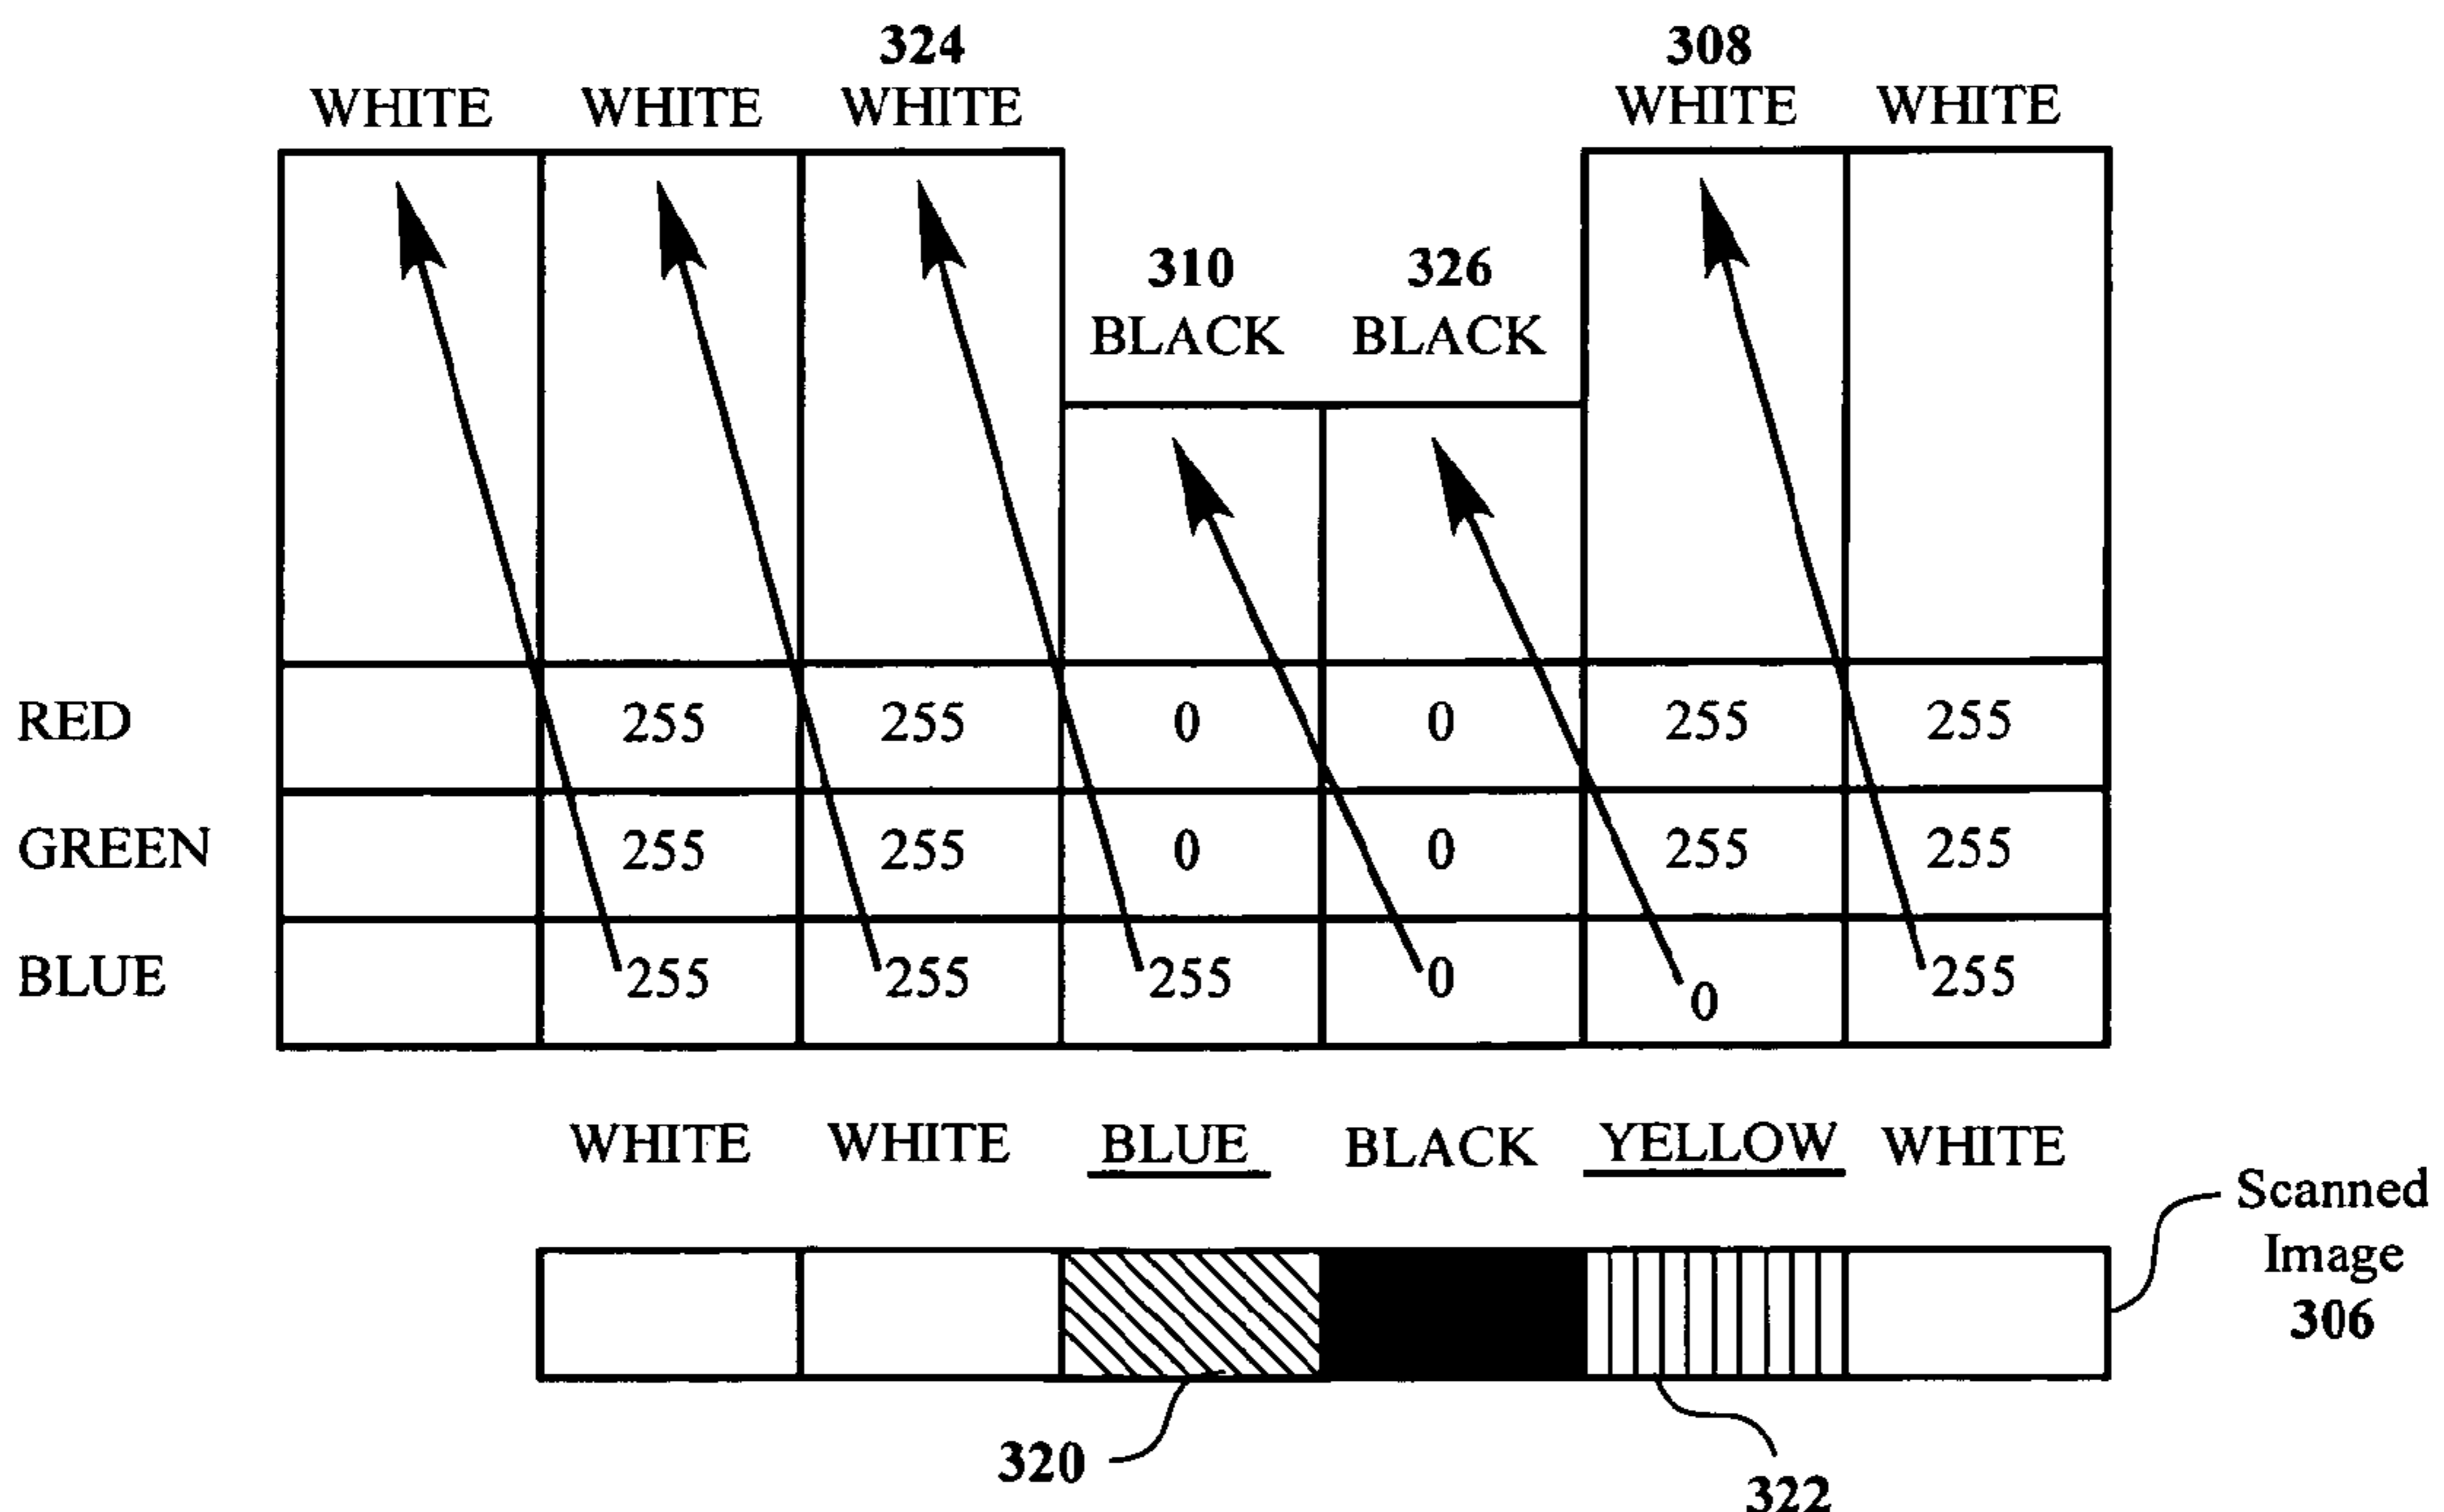 324 308
WHITE WHITE WHITE WHITE WHITE
310 326
BLACK BLACK
RED 255 255 0 0 255 255
GREEN 255 255 0 0 255 255
BLUE 255 255 255 0 0 255
WHITE WHITE BLUE BLACK YELLOW WHITE
Scanned
Image
306
320
322